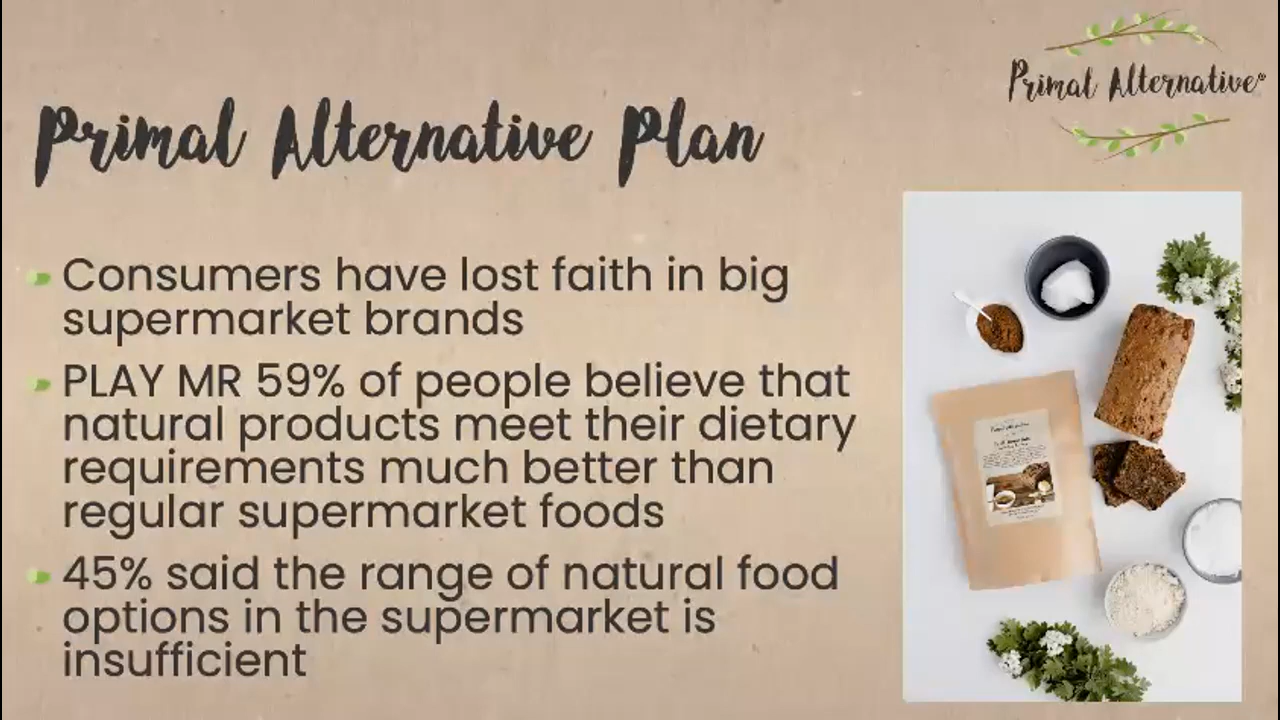 Primal Alternative®
Primal Alternative Plan
Consumers have lost faith in big
supermarket brands
PLAY MR 59% of people believe that
natural products meet their dietary
requirements much better than
regular supermarket foods
45% said the range of natural food
options in the supermarket is
insufficient